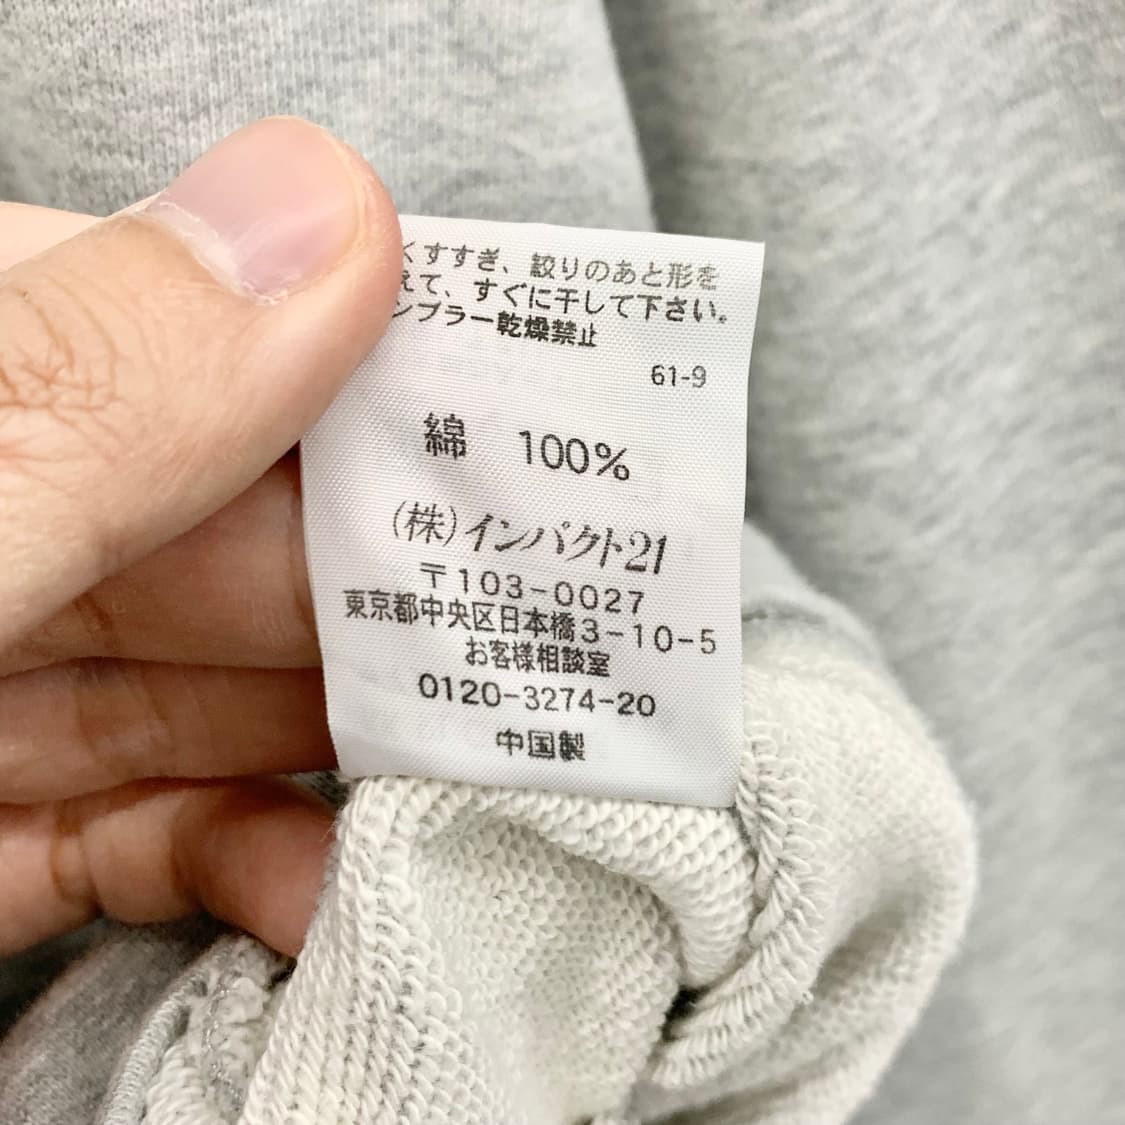 くすすぎ、絞りのあと形を
えて、すぐに干して下さい。
ンブラー乾燥禁止
61-9
綿 100%
(株)インパクト21
〒103-0027
東京都中央区日本橋3-10-5
お客様相談室
0120-3274-20
中国製